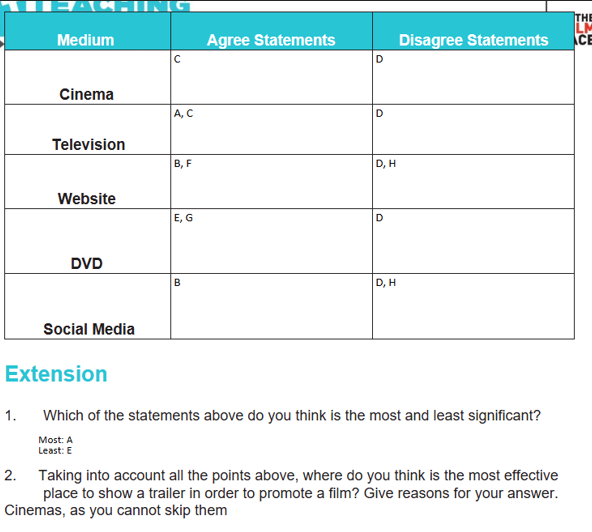 TEACHING
THE
Medium Agree Statements Disagree Statements
Cinema C D
Television A, C D
Website B, F D, H
DVD E, G D
Social Media B D, H
Extension
1. Which of the statements above do you think is the most and least significant?
Most: A
Least: E
2. Taking into account all the points above, where do you think is the most effective
place to show a trailer in order to promote a film? Give reasons for your answer.
Cinemas, as you cannot skip them